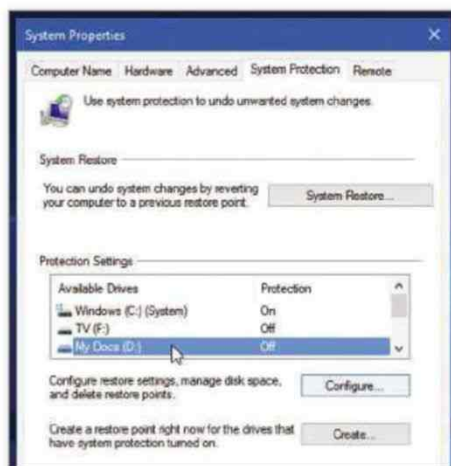 System Properties
Computer Name Hardware Advanced System Protection Remote
Use system protection to undo unwanted system changes.
System Restore
You can undo system changes by reverting
your computer to a previous restore point.
System Restore...
Protection Settings
Available Drives Protection
Windows (C:) (System) On
TV (F:) Off
My Docs (D:) Off
Configure restore settings, manage disk space,
and delete restore points.
Configure...
Create a restore point right now for the drives that
have system protection turned on.
Create...